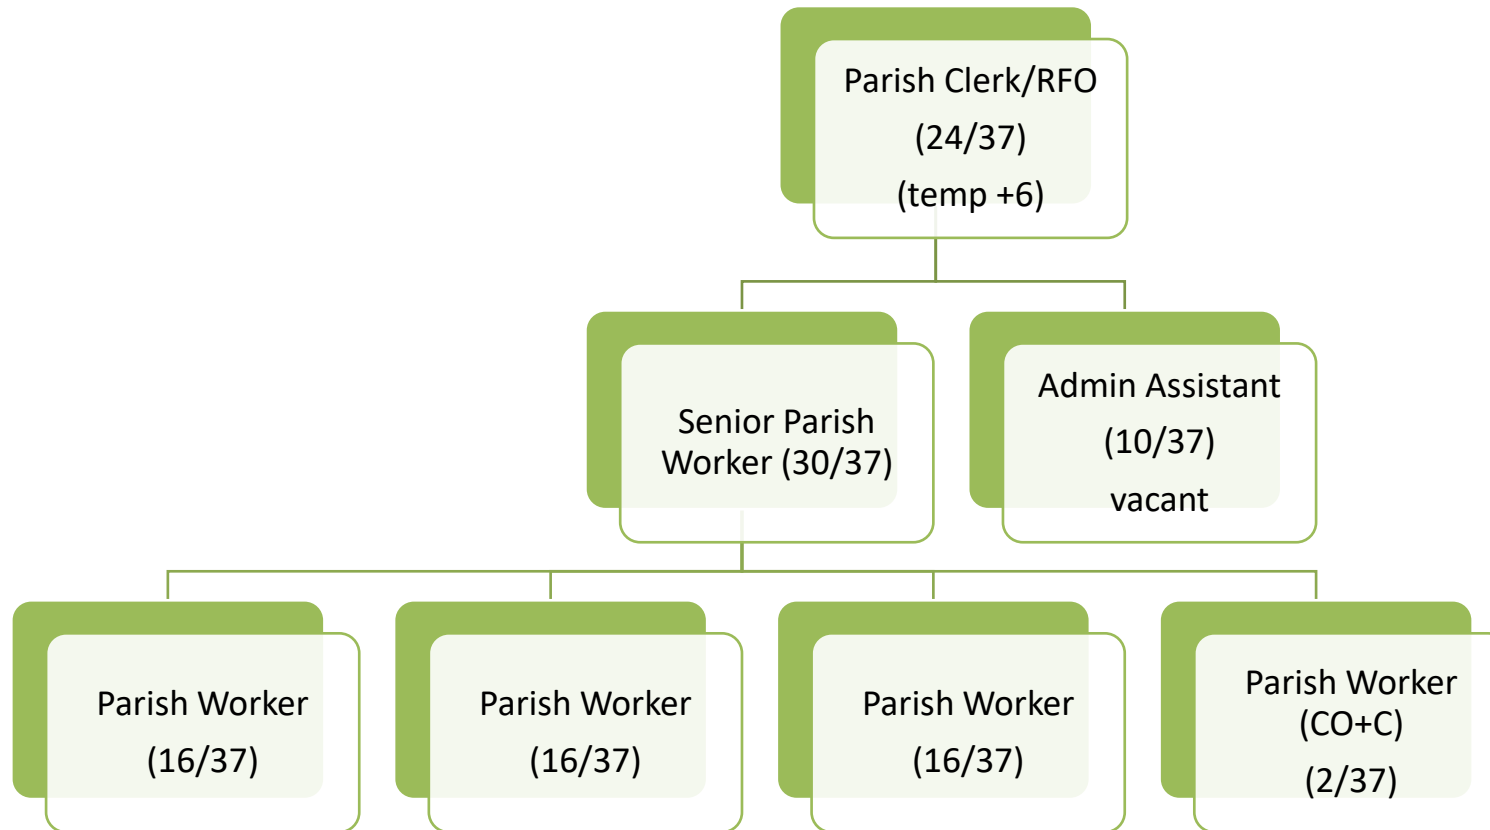 Parish Clerk/RFO
(24/37)
(temp +6)
Senior Parish
Worker (30/37)
Admin Assistant
(10/37)
vacant
Parish Worker
(16/37)
Parish Worker
(16/37)
Parish Worker
(16/37)
Parish Worker
(CO+C)
(2/37)